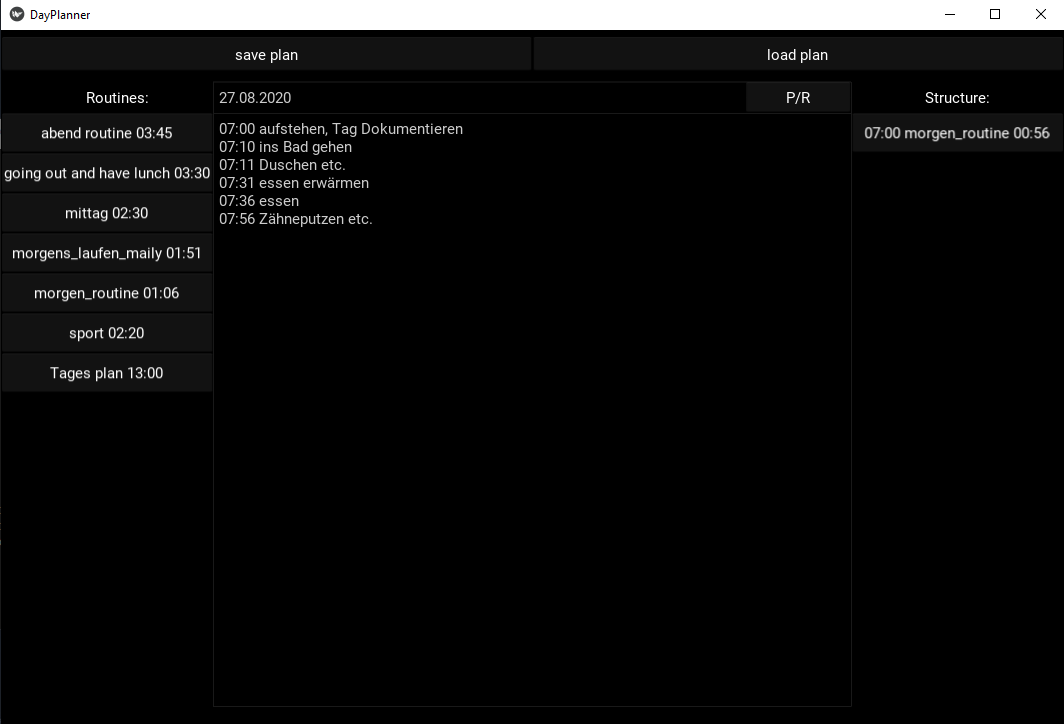 DayPlanner
save plan
load plan
Routines:
abend routine 03:45
going out and have lunch 03:30
mittag 02:30
morgens_laufen_maily 01:51
morgen_routine 01:06
sport 02:20
Tages plan 13:00
27.08.2020
P/R
07:00 aufstehen, Tag Dokumentieren
07:10 ins Bad gehen
07:11 Duschen etc.
07:31 essen erwärmen
07:36 essen
07:56 Zähneputzen etc.
Structure:
07:00 morgen_routine 00:56